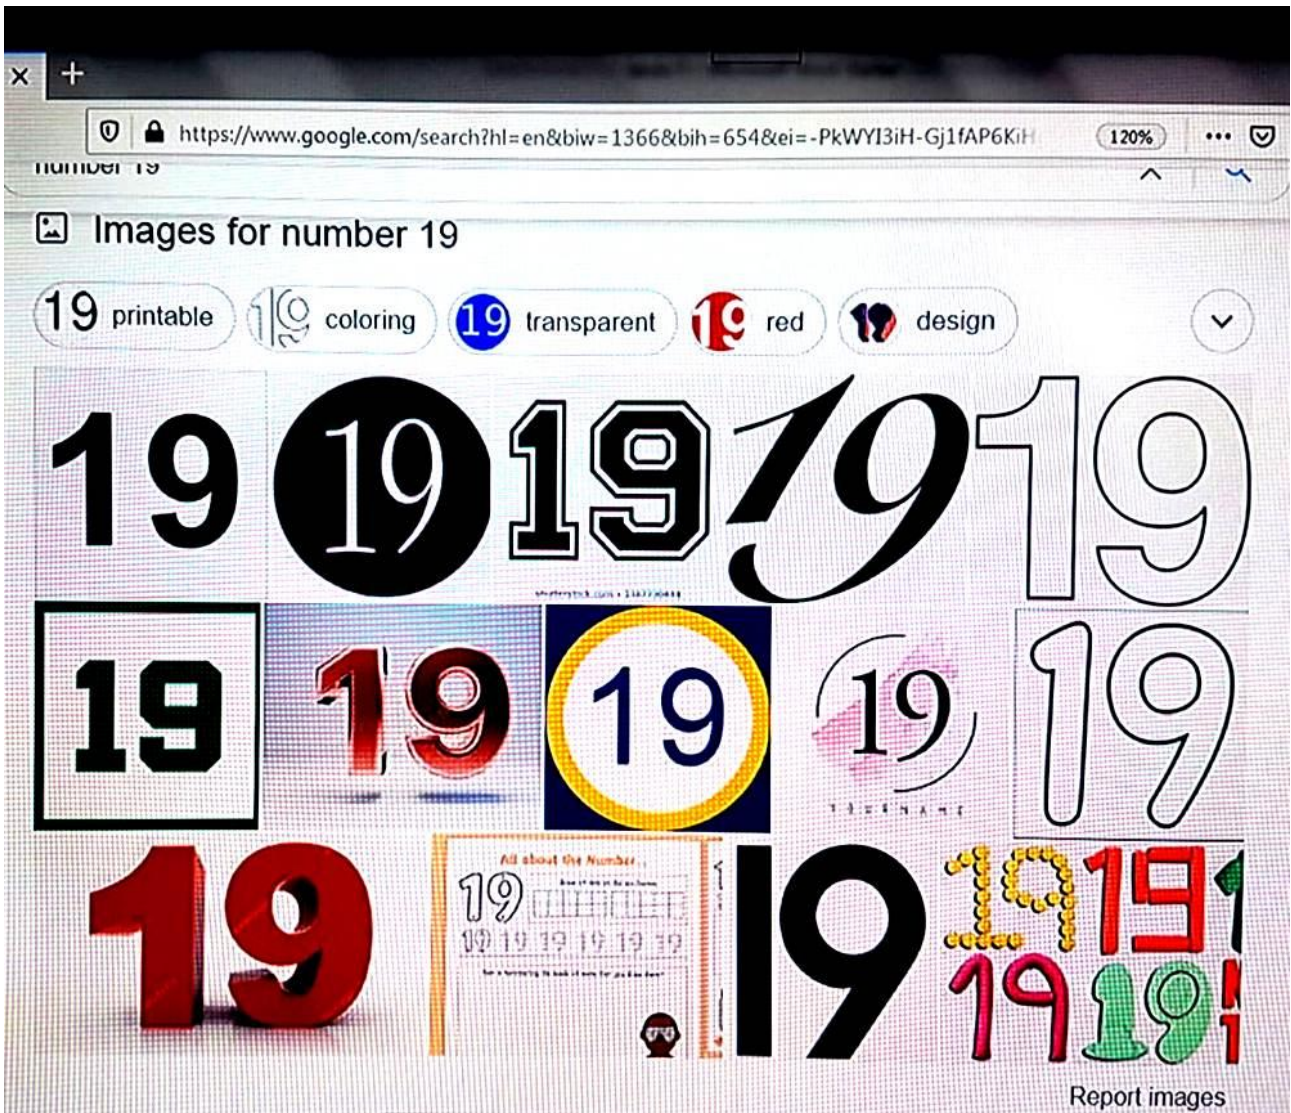 https://www.google.com/search?hl=en&biw=1366&bih=654&ei=-PkWYI3iH-Gj1fAP6KiH
120%
number 19
Images for number 19
19 printable 19 coloring 19 transparent 19 red 19 design
19 19 19 19 19
19 19 19 19 19
YOURNAME
19
All about the Number
19
19 19 19 19 19 19
19
19 19
19 19
Report images